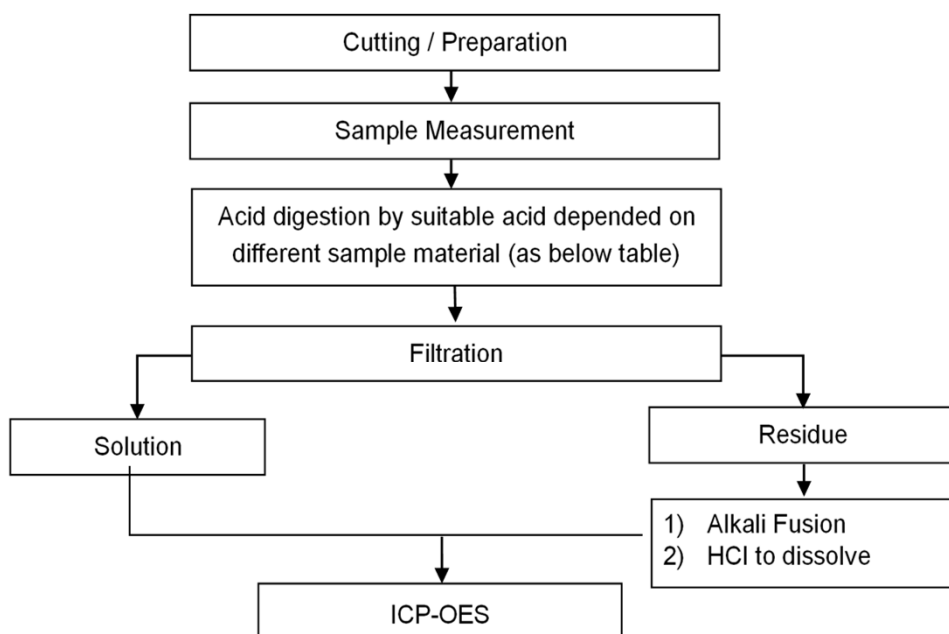 Cutting / Preparation
Sample Measurement
Acid digestion by suitable acid depended on
different sample material (as below table)
Filtration
Solution
Residue
1) Alkali Fusion
2) HCl to dissolve
ICP-OES